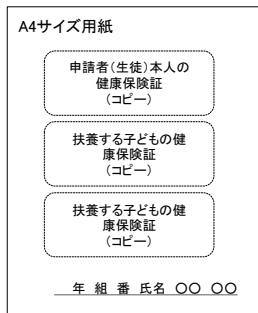 A4サイズ用紙
申請者(生徒)本人の
健康保険証
(コピー)
扶養する子どもの健
康保険証
(コピー)
扶養する子どもの健
康保険証
(コピー)
年 組 番 氏名 〇〇 〇〇